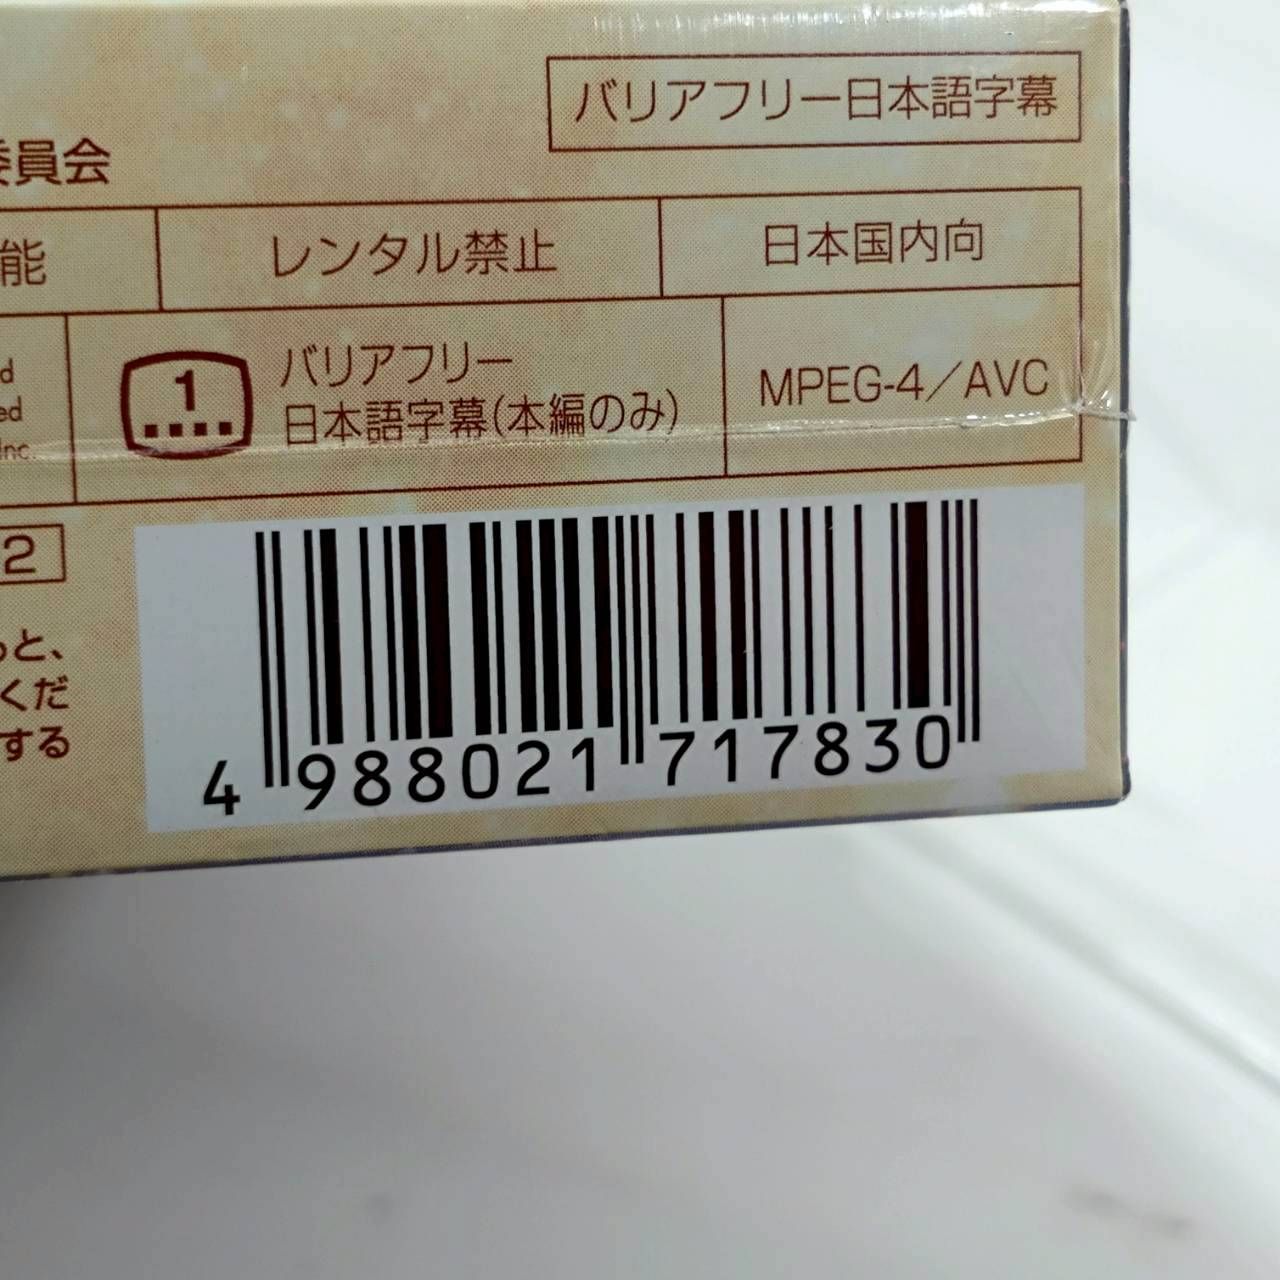 バリアフリー日本語字幕
委員会
能
レンタル禁止
日本国内向
1
バリアフリー
日本語字幕(本編のみ)
MPEG-4/AVC
d
ed
Inc.
2
っと、
くだ
する
4 988021 717830